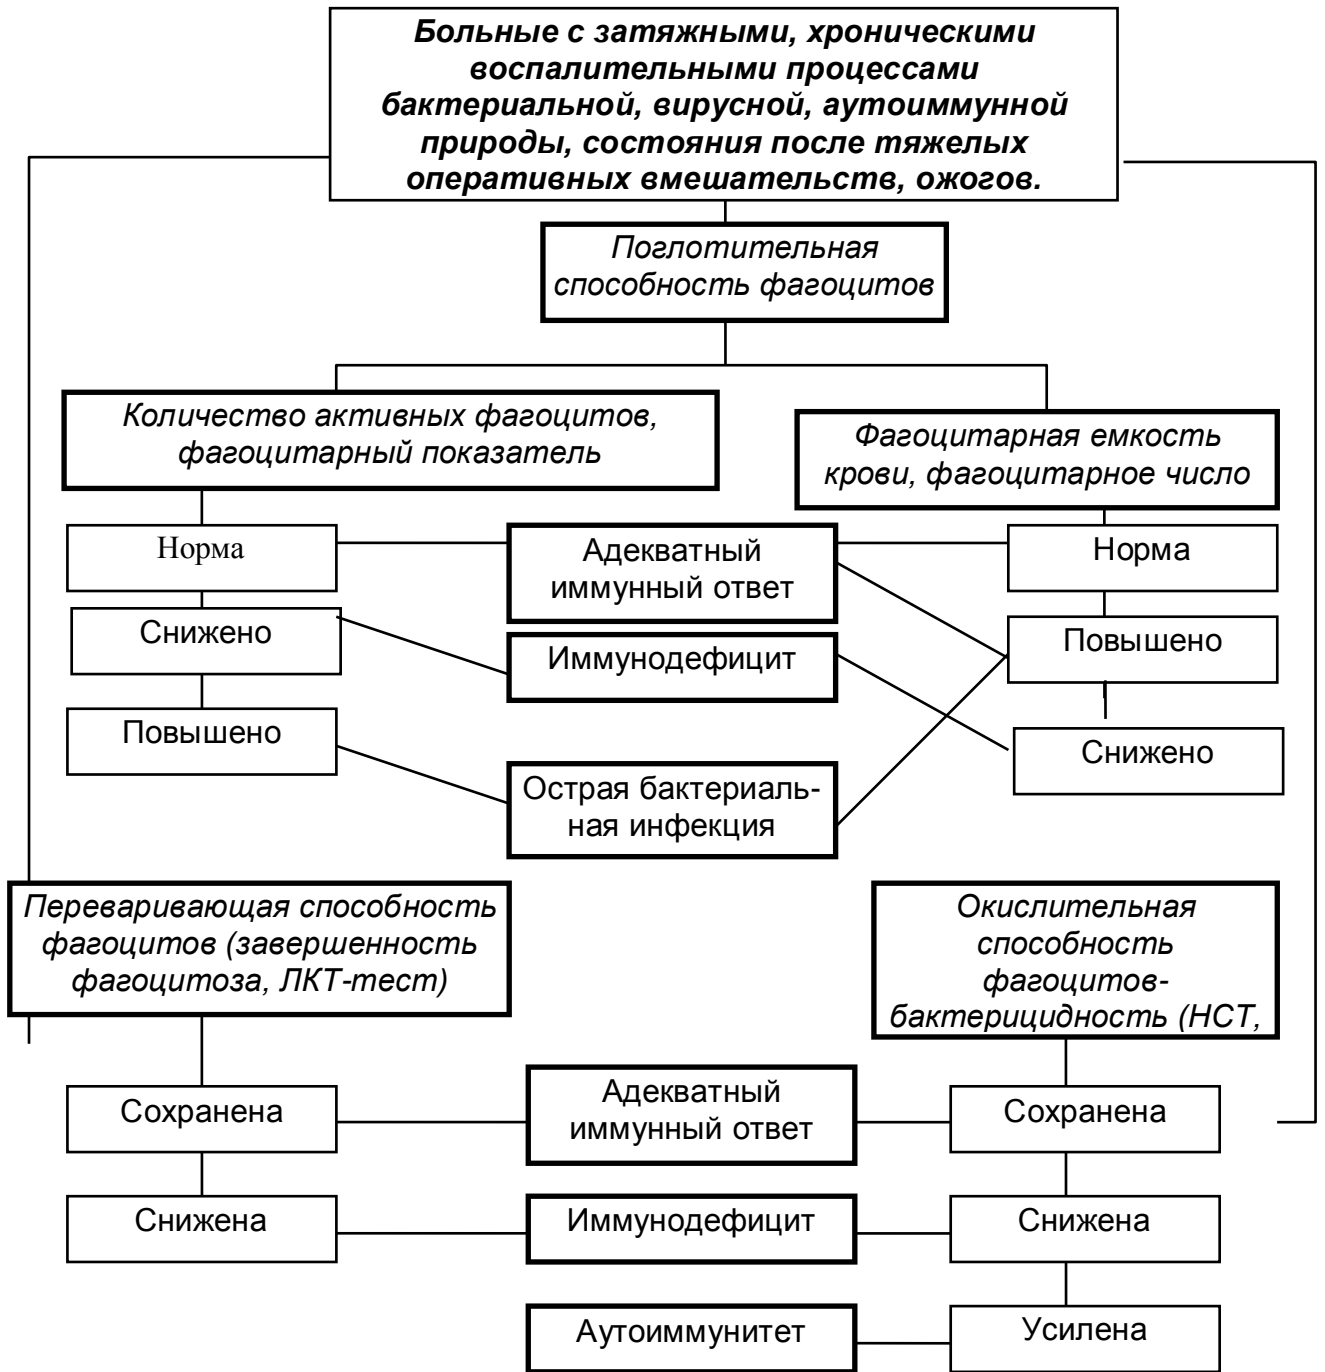 Больные с затяжными, хроническими
воспалительными процессами
бактериальной, вирусной, аутоиммунной
природы, состояния после тяжелых
оперативных вмешательств, ожогов.
Поглотительная
способность фагоцитов
Количество активных фагоцитов,
фагоцитарный показатель
Фагоцитарная емкость
крови, фагоцитарное число
Норма
Адекватный
иммунный ответ
Норма
Снижено
Иммунодефицит
Повышено
Повышено
Снижено
Острая бактериаль-
ная инфекция
Переваривающая способность
фагоцитов (завершенность
фагоцитоза, ЛКТ-тест)
Окислительная
способность
фагоцитов-
бактерицидность (НСТ,
Сохранена
Адекватный
иммунный ответ
Сохранена
Снижена
Иммунодефицит
Снижена
Аутоиммунитет
Усилена